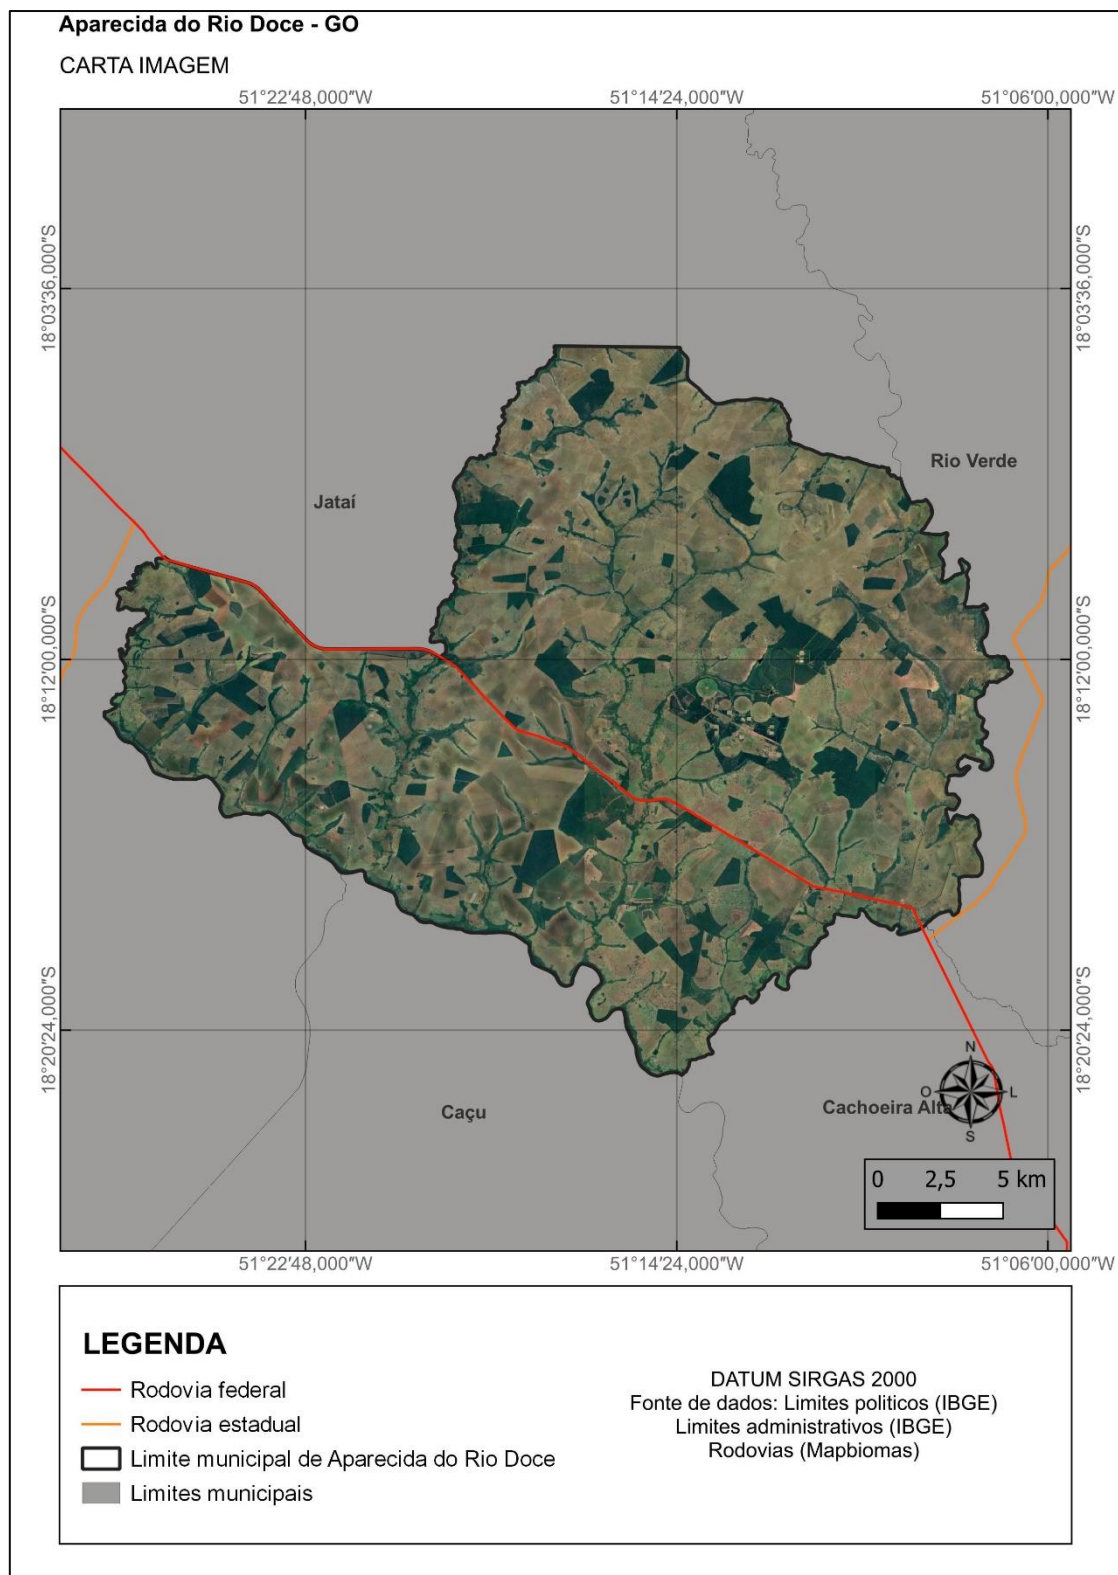 Aparecida do Rio Doce - GO
CARTA IMAGEM
51°22'48,000"W 51°14'24,000"W 51°06'00,000"W
18°03'36,000"S 18°03'36,000"S
Rio Verde
Jataí
18°12'00,000"S 18°12'00,000"S
18°20'24,000"S 18°20'24,000"S
N
O L
S
Caçu
Cachoeira Alta
0 2,5 5 km
51°22'48,000"W 51°14'24,000"W 51°06'00,000"W
LEGENDA
Rodovia federal
Rodovia estadual
Limite municipal de Aparecida do Rio Doce
Limites municipais
DATUM SIRGAS 2000
Fonte de dados: Limites politicos (IBGE)
Limites administrativos (IBGE)
Rodovias (Mapbiomas)